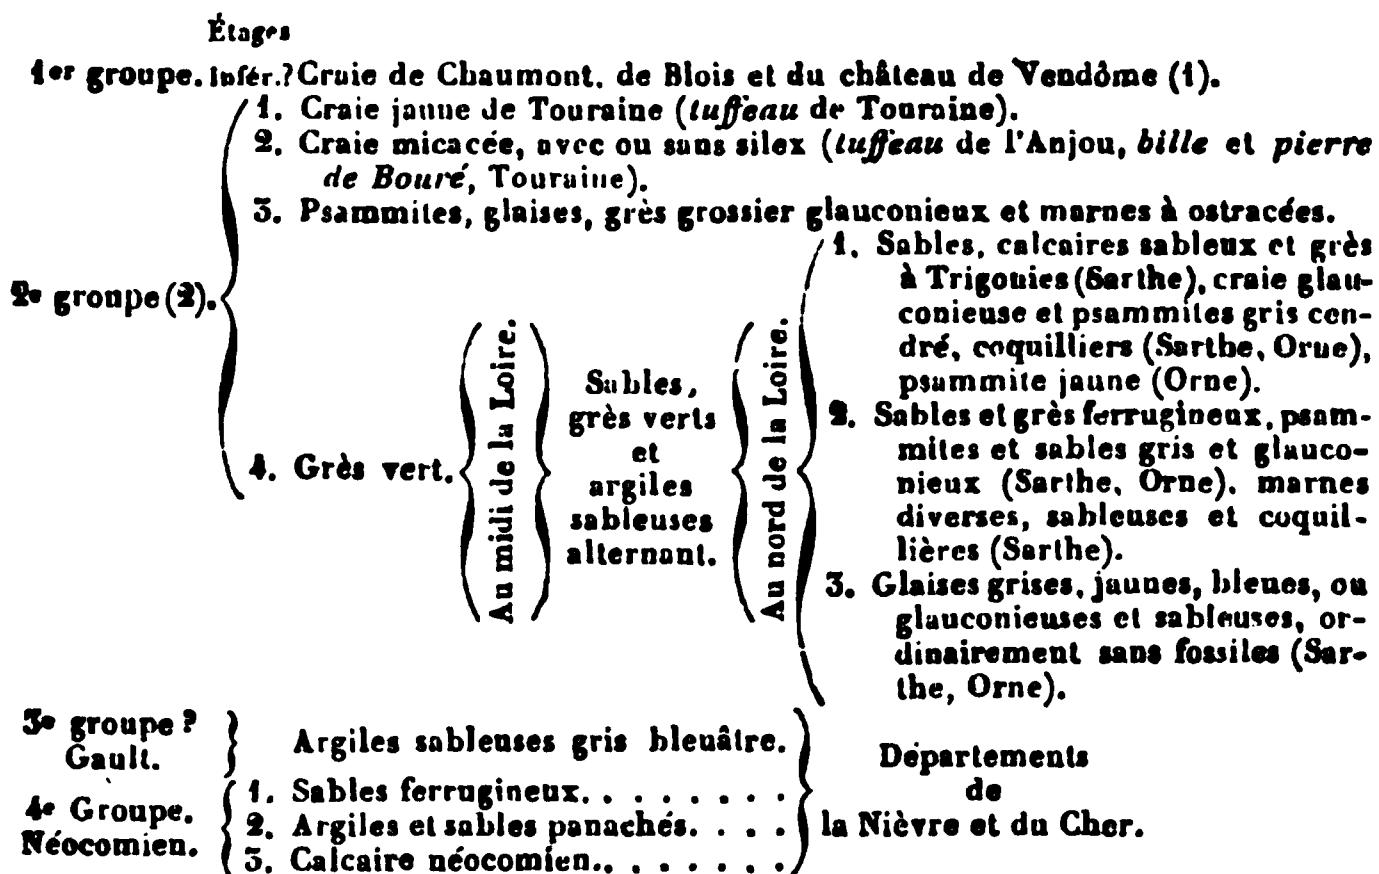 Étages
1er groupe. Infér.? Craie de Chaumont, de Blois et du château de Vendôme (1).
2e groupe (2).
1. Craie jaune de Touraine (tuffeau de Touraine).
2. Craie micacée, avec ou sans silex (tuffeau de l'Anjou, bille et pierre
de Bouré, Touraine).
3. Psammites, glaises, grès grossier glauconieux et marnes à ostracées.
4. Grès vert.
Au midi de la Loire.
Sables,
grès verts
et
argiles
sableuses
alternant.
Au nord de la Loire.
1. Sables, calcaires sableux et grès
à Trigonies (Sarthe), craie glau-
conieuse et psammites gris cen-
dré, coquilliers (Sarthe, Orne),
psammite jaune (Orne).
2. Sables et grès ferrugineux, psam-
mites et sables gris et glauco-
nieux (Sarthe, Orne), marnes
diverses, sableuses et coquil-
lières (Sarthe).
3. Glaises grises, jaunes, bleues, ou
glauconieuses et sableuses, or-
dinairement sans fossiles (Sar-
the, Orne).
3e groupe ?
Gault.
Argiles sableuses gris bleuâtre.
4e Groupe.
Néocomien.
1. Sables ferrugineux. . . . . . . .
2. Argiles et sables panachés. . . .
3. Calcaire néocomien. . . . . . . .
Départements
de
la Nièvre et du Cher.